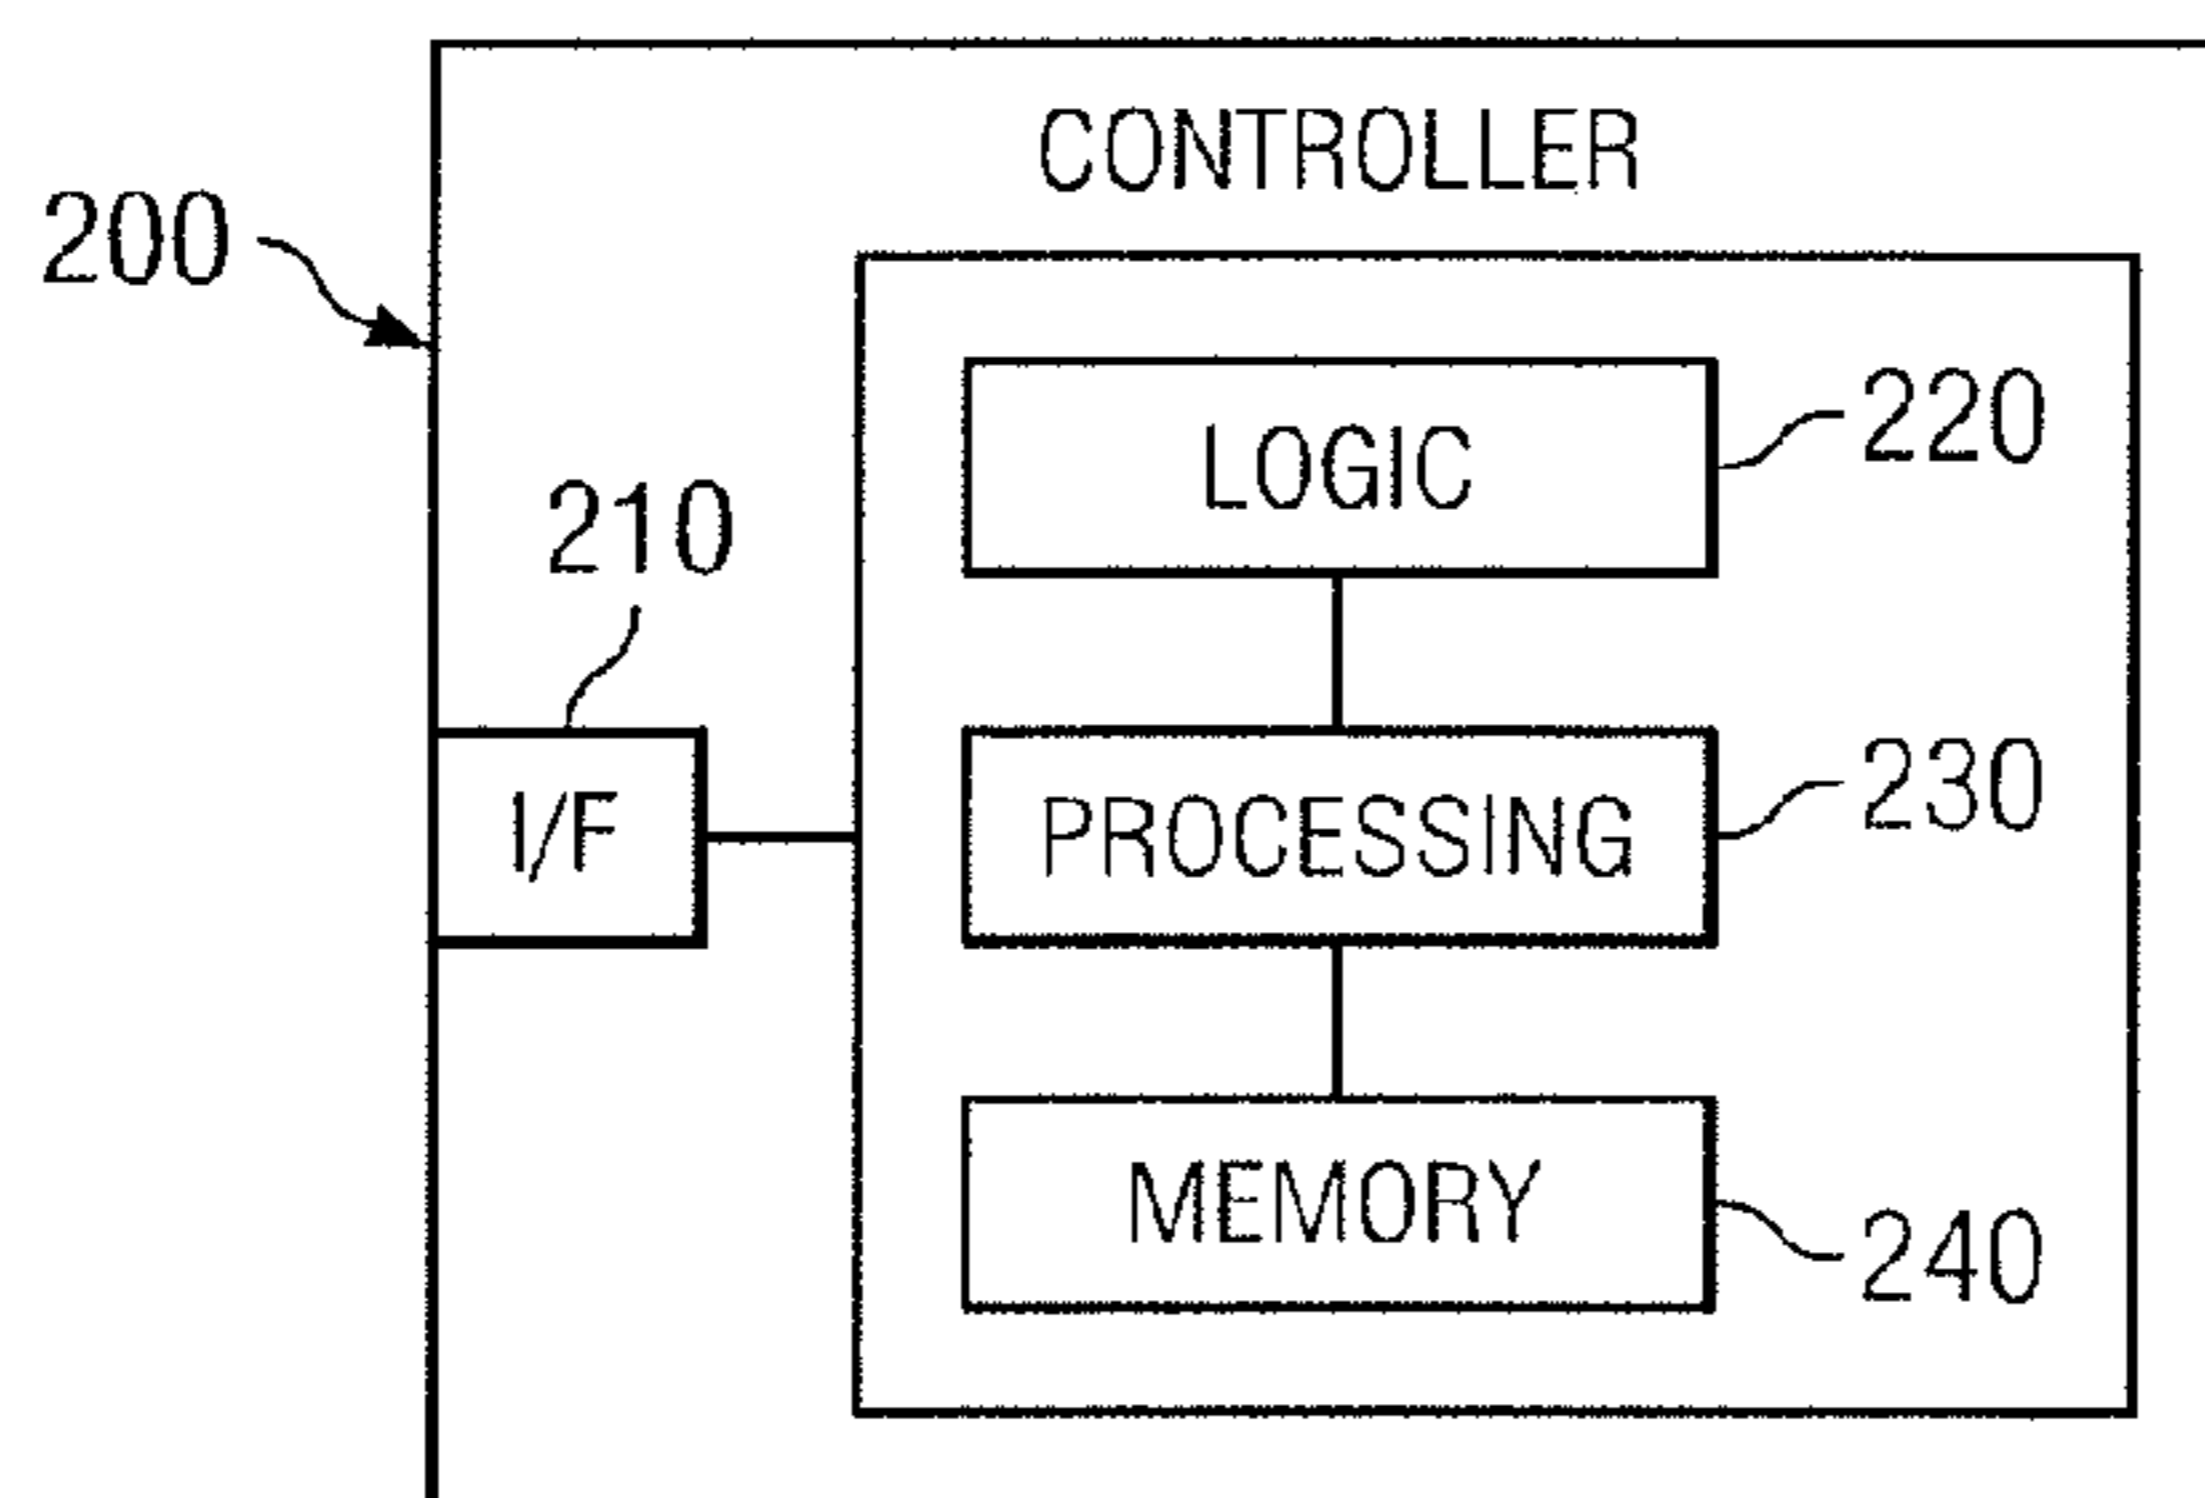 CONTROLLER
200
LOGIC
220
210
I/F
PROCESSING
230
MEMORY
240